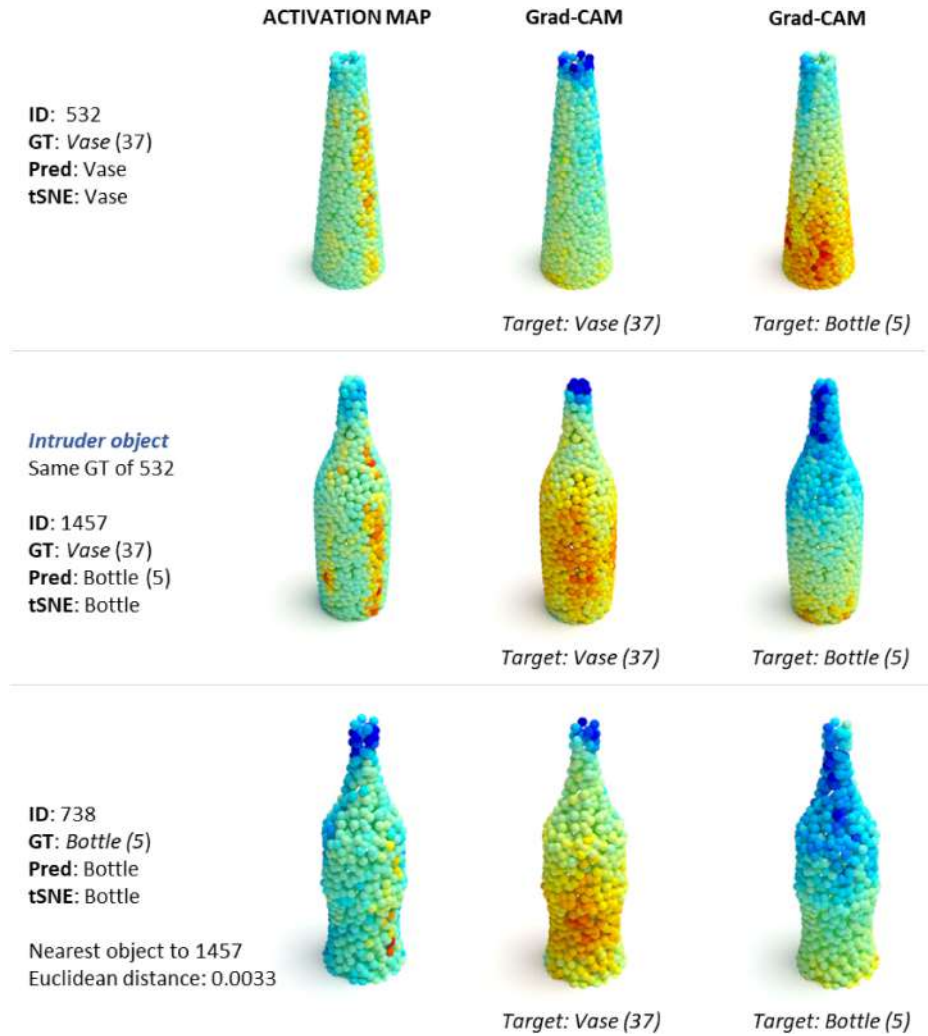 ACTIVATION MAP Grad-CAM Grad-CAM
ID: 532
GT: Vase (37)
Pred: Vase
tSNE: Vase
Target: Vase (37) Target: Bottle (5)
Intruder object
Same GT of 532
ID: 1457
GT: Vase (37)
Pred: Bottle (5)
tSNE: Bottle
Target: Vase (37) Target: Bottle (5)
ID: 738
GT: Bottle (5)
Pred: Bottle
tSNE: Bottle
Nearest object to 1457
Euclidean distance: 0.0033
Target: Vase (37) Target: Bottle (5)